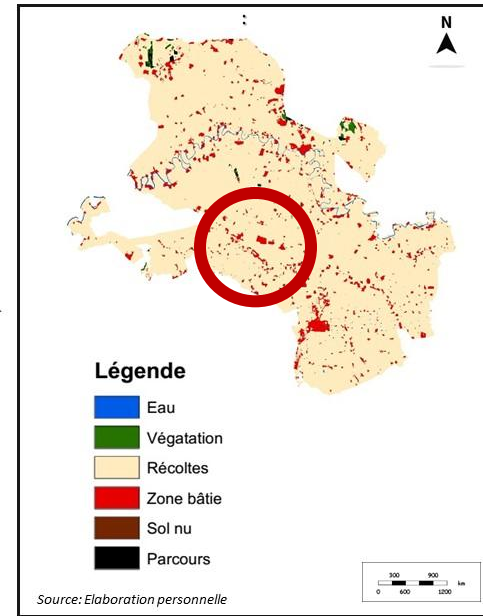 :
N
Légende
Eau
Végatation
Récoltes
Zone bâtie
Sol nu
Parcours
300 900
km
0 600 1200
Source: Elaboration personnelle